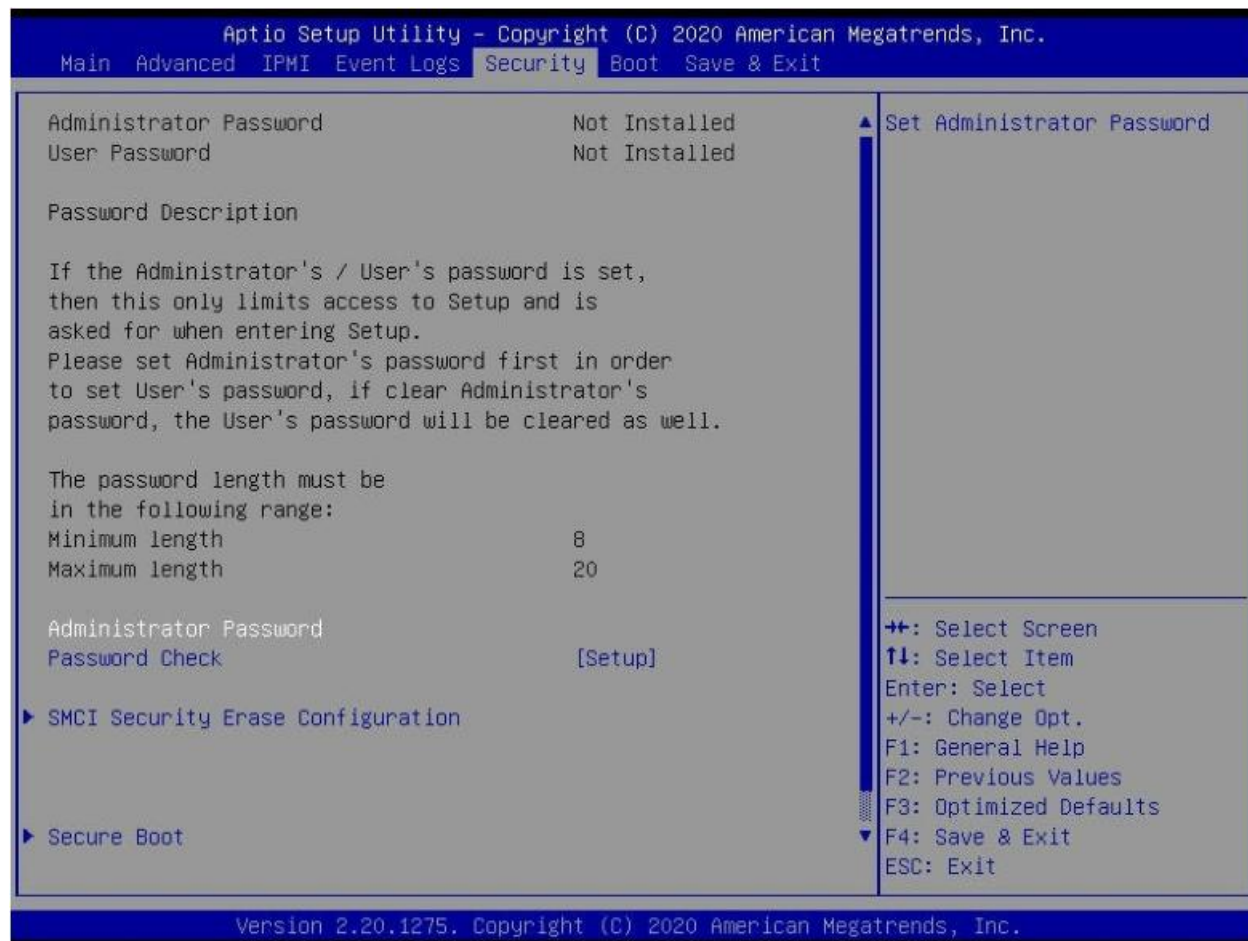 Aptio Setup Utility – Copyright (C) 2020 American Megatrends, Inc.
Main Advanced IPMI Event Logs Security Boot Save & Exit
Administrator Password Not Installed
User Password Not Installed
Password Description
If the Administrator's / User's password is set,
then this only limits access to Setup and is
asked for when entering Setup.
Please set Administrator's password first in order
to set User's password, if clear Administrator's
password, the User's password will be cleared as well.
The password length must be
in the following range:
Minimum length 8
Maximum length 20
Administrator Password
Password Check [Setup]
▶ SMCI Security Erase Configuration
▶ Secure Boot
Set Administrator Password
→←: Select Screen
↑↓: Select Item
Enter: Select
+/-: Change Opt.
F1: General Help
F2: Previous Values
F3: Optimized Defaults
F4: Save & Exit
ESC: Exit
Version 2.20.1275. Copyright (C) 2020 American Megatrends, Inc.